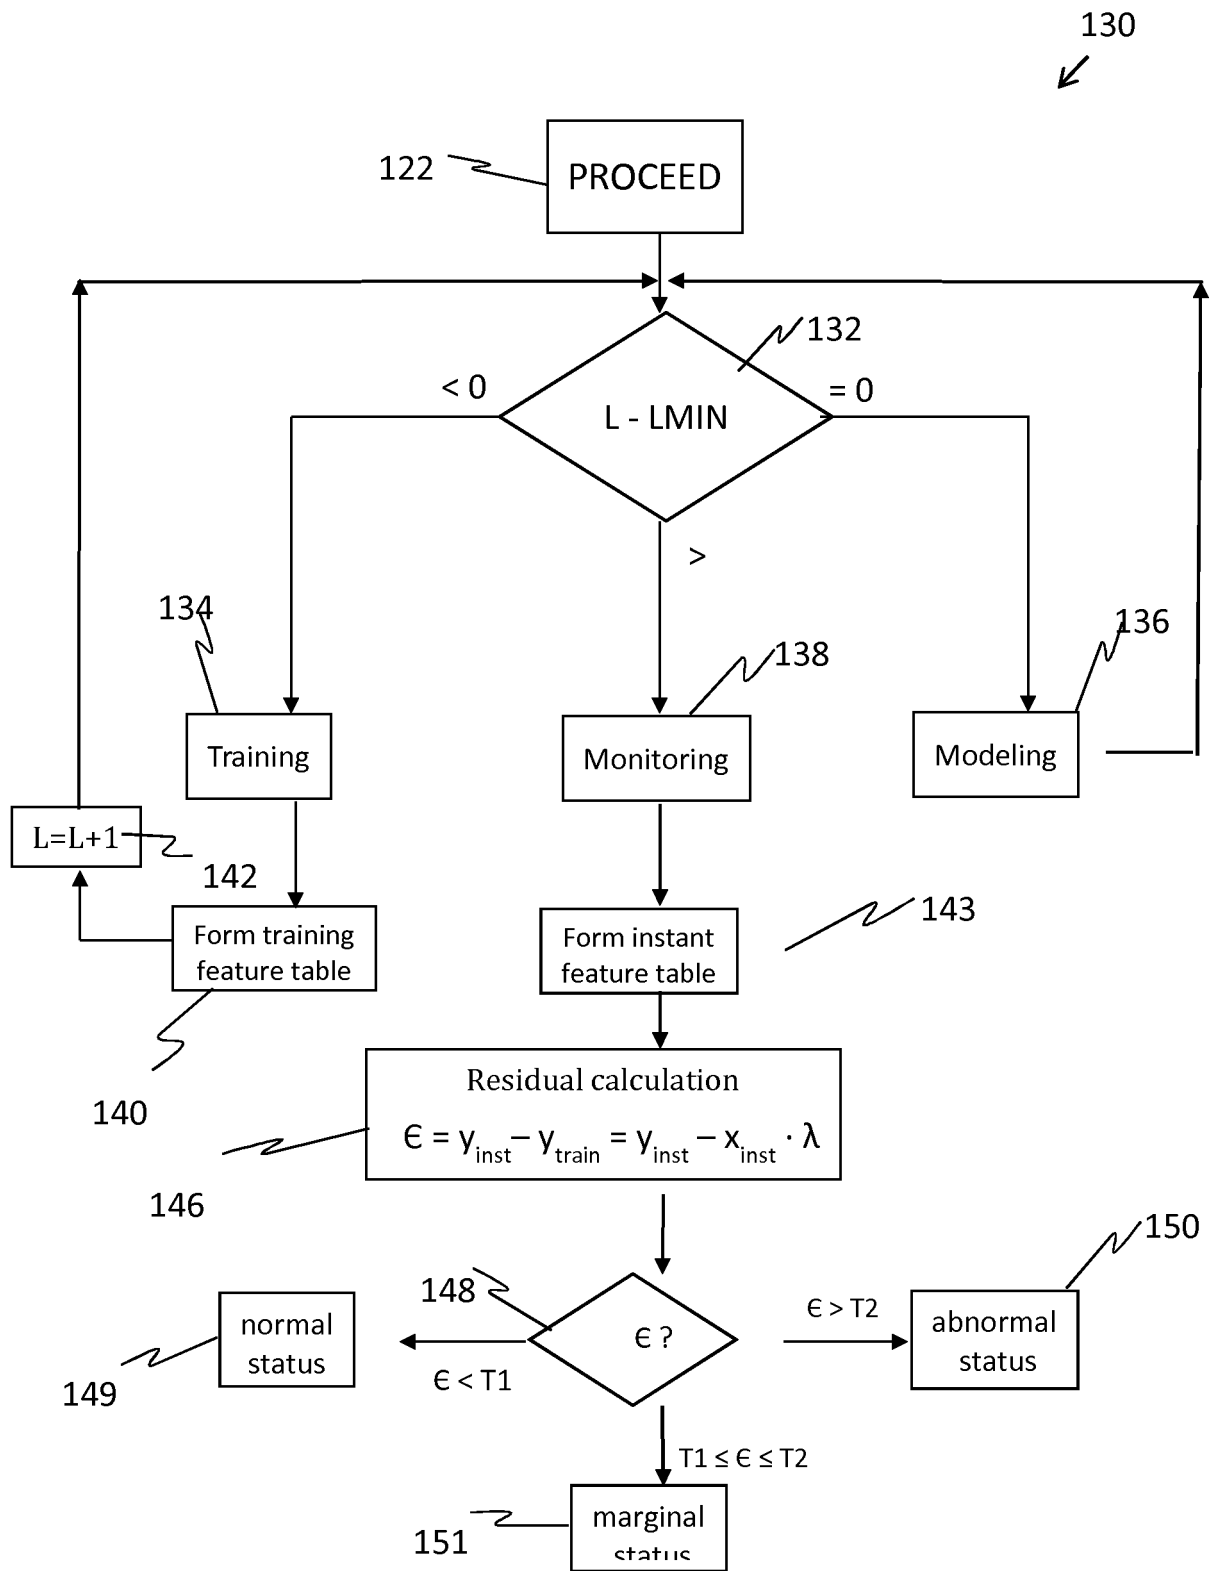 130
122
PROCEED
132
< 0
= 0
L - LMIN
>
134
136
138
Training
Monitoring
Modeling
L=L+1
142
143
Form training
feature table
Form instant
feature table
140
Residual calculation
Є = y_inst – y_train = y_inst – x_inst · λ
146
150
148
Є > T2
normal
status
Є ?
abnormal
status
149
Є < T1
T1 ≤ Є ≤ T2
151
marginal
status